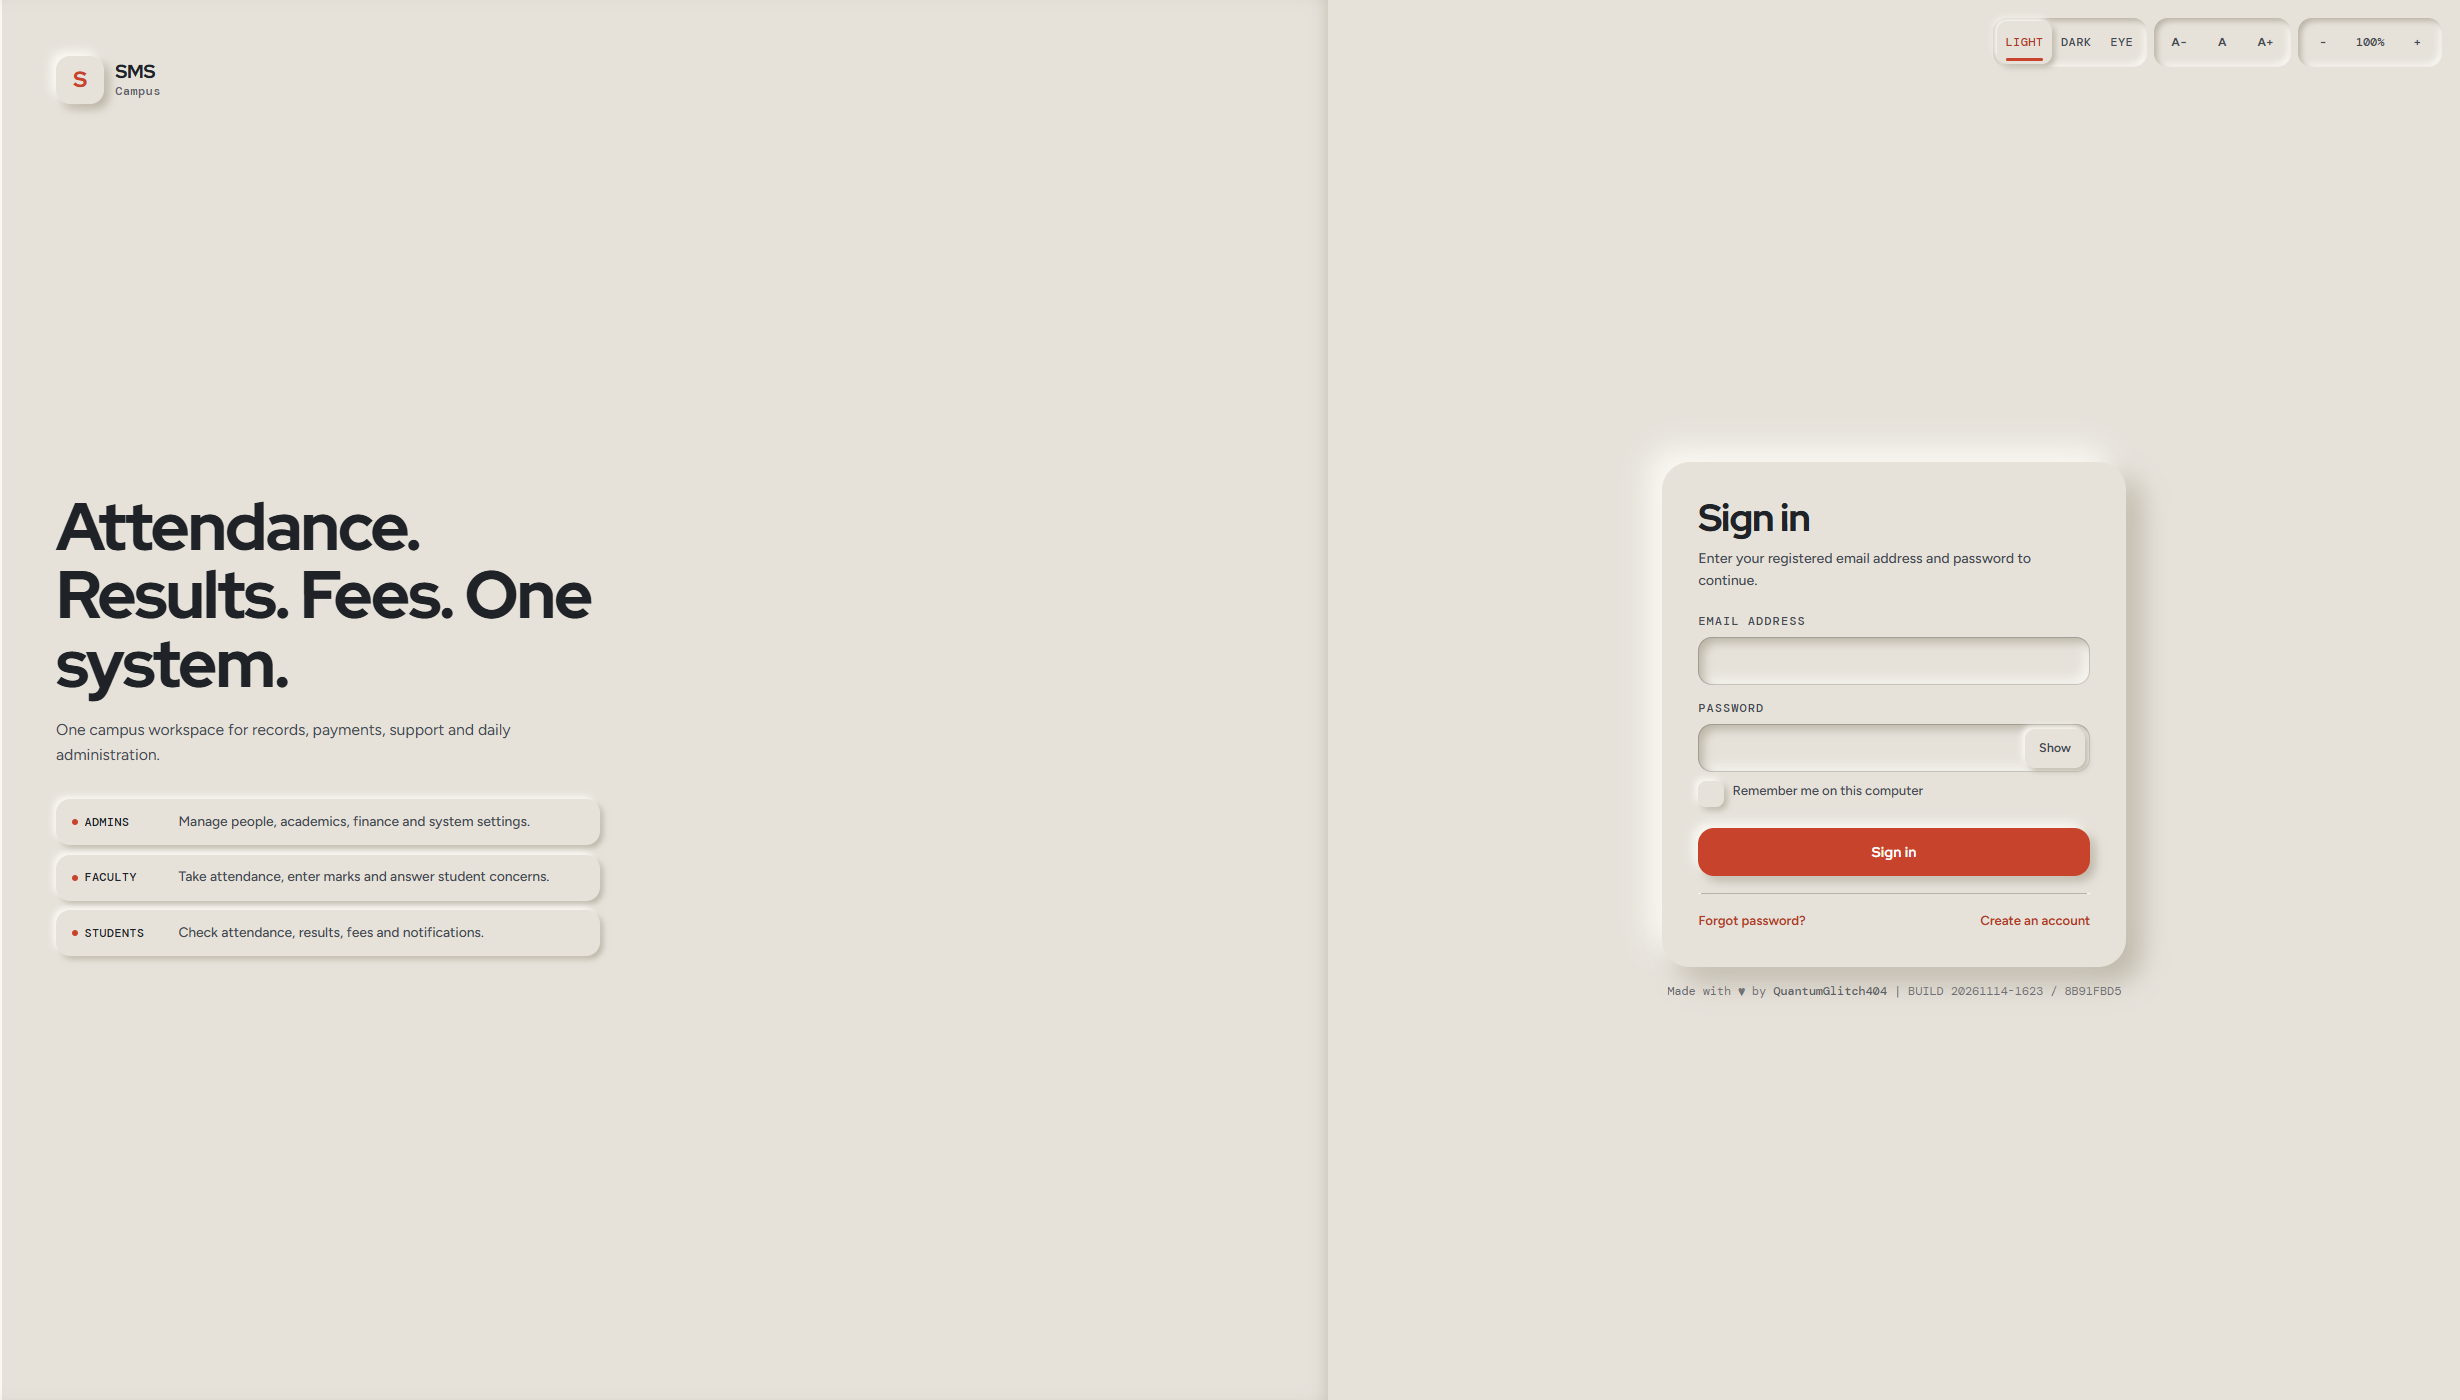 S
SMS
Campus
LIGHT DARK EYE A- A A+ - 100% +
Attendance.
Results. Fees. One
system.
One campus workspace for records, payments, support and daily
administration.
ADMINS Manage people, academics, finance and system settings.
FACULTY Take attendance, enter marks and answer student concerns.
STUDENTS Check attendance, results, fees and notifications.
Sign in
Enter your registered email address and password to
continue.
EMAIL ADDRESS
PASSWORD
Show
Remember me on this computer
Sign in
Forgot password? Create an account
Made with ♥ by QuantumGlitch404 | BUILD 20261114-1623 / 8B91FBD5